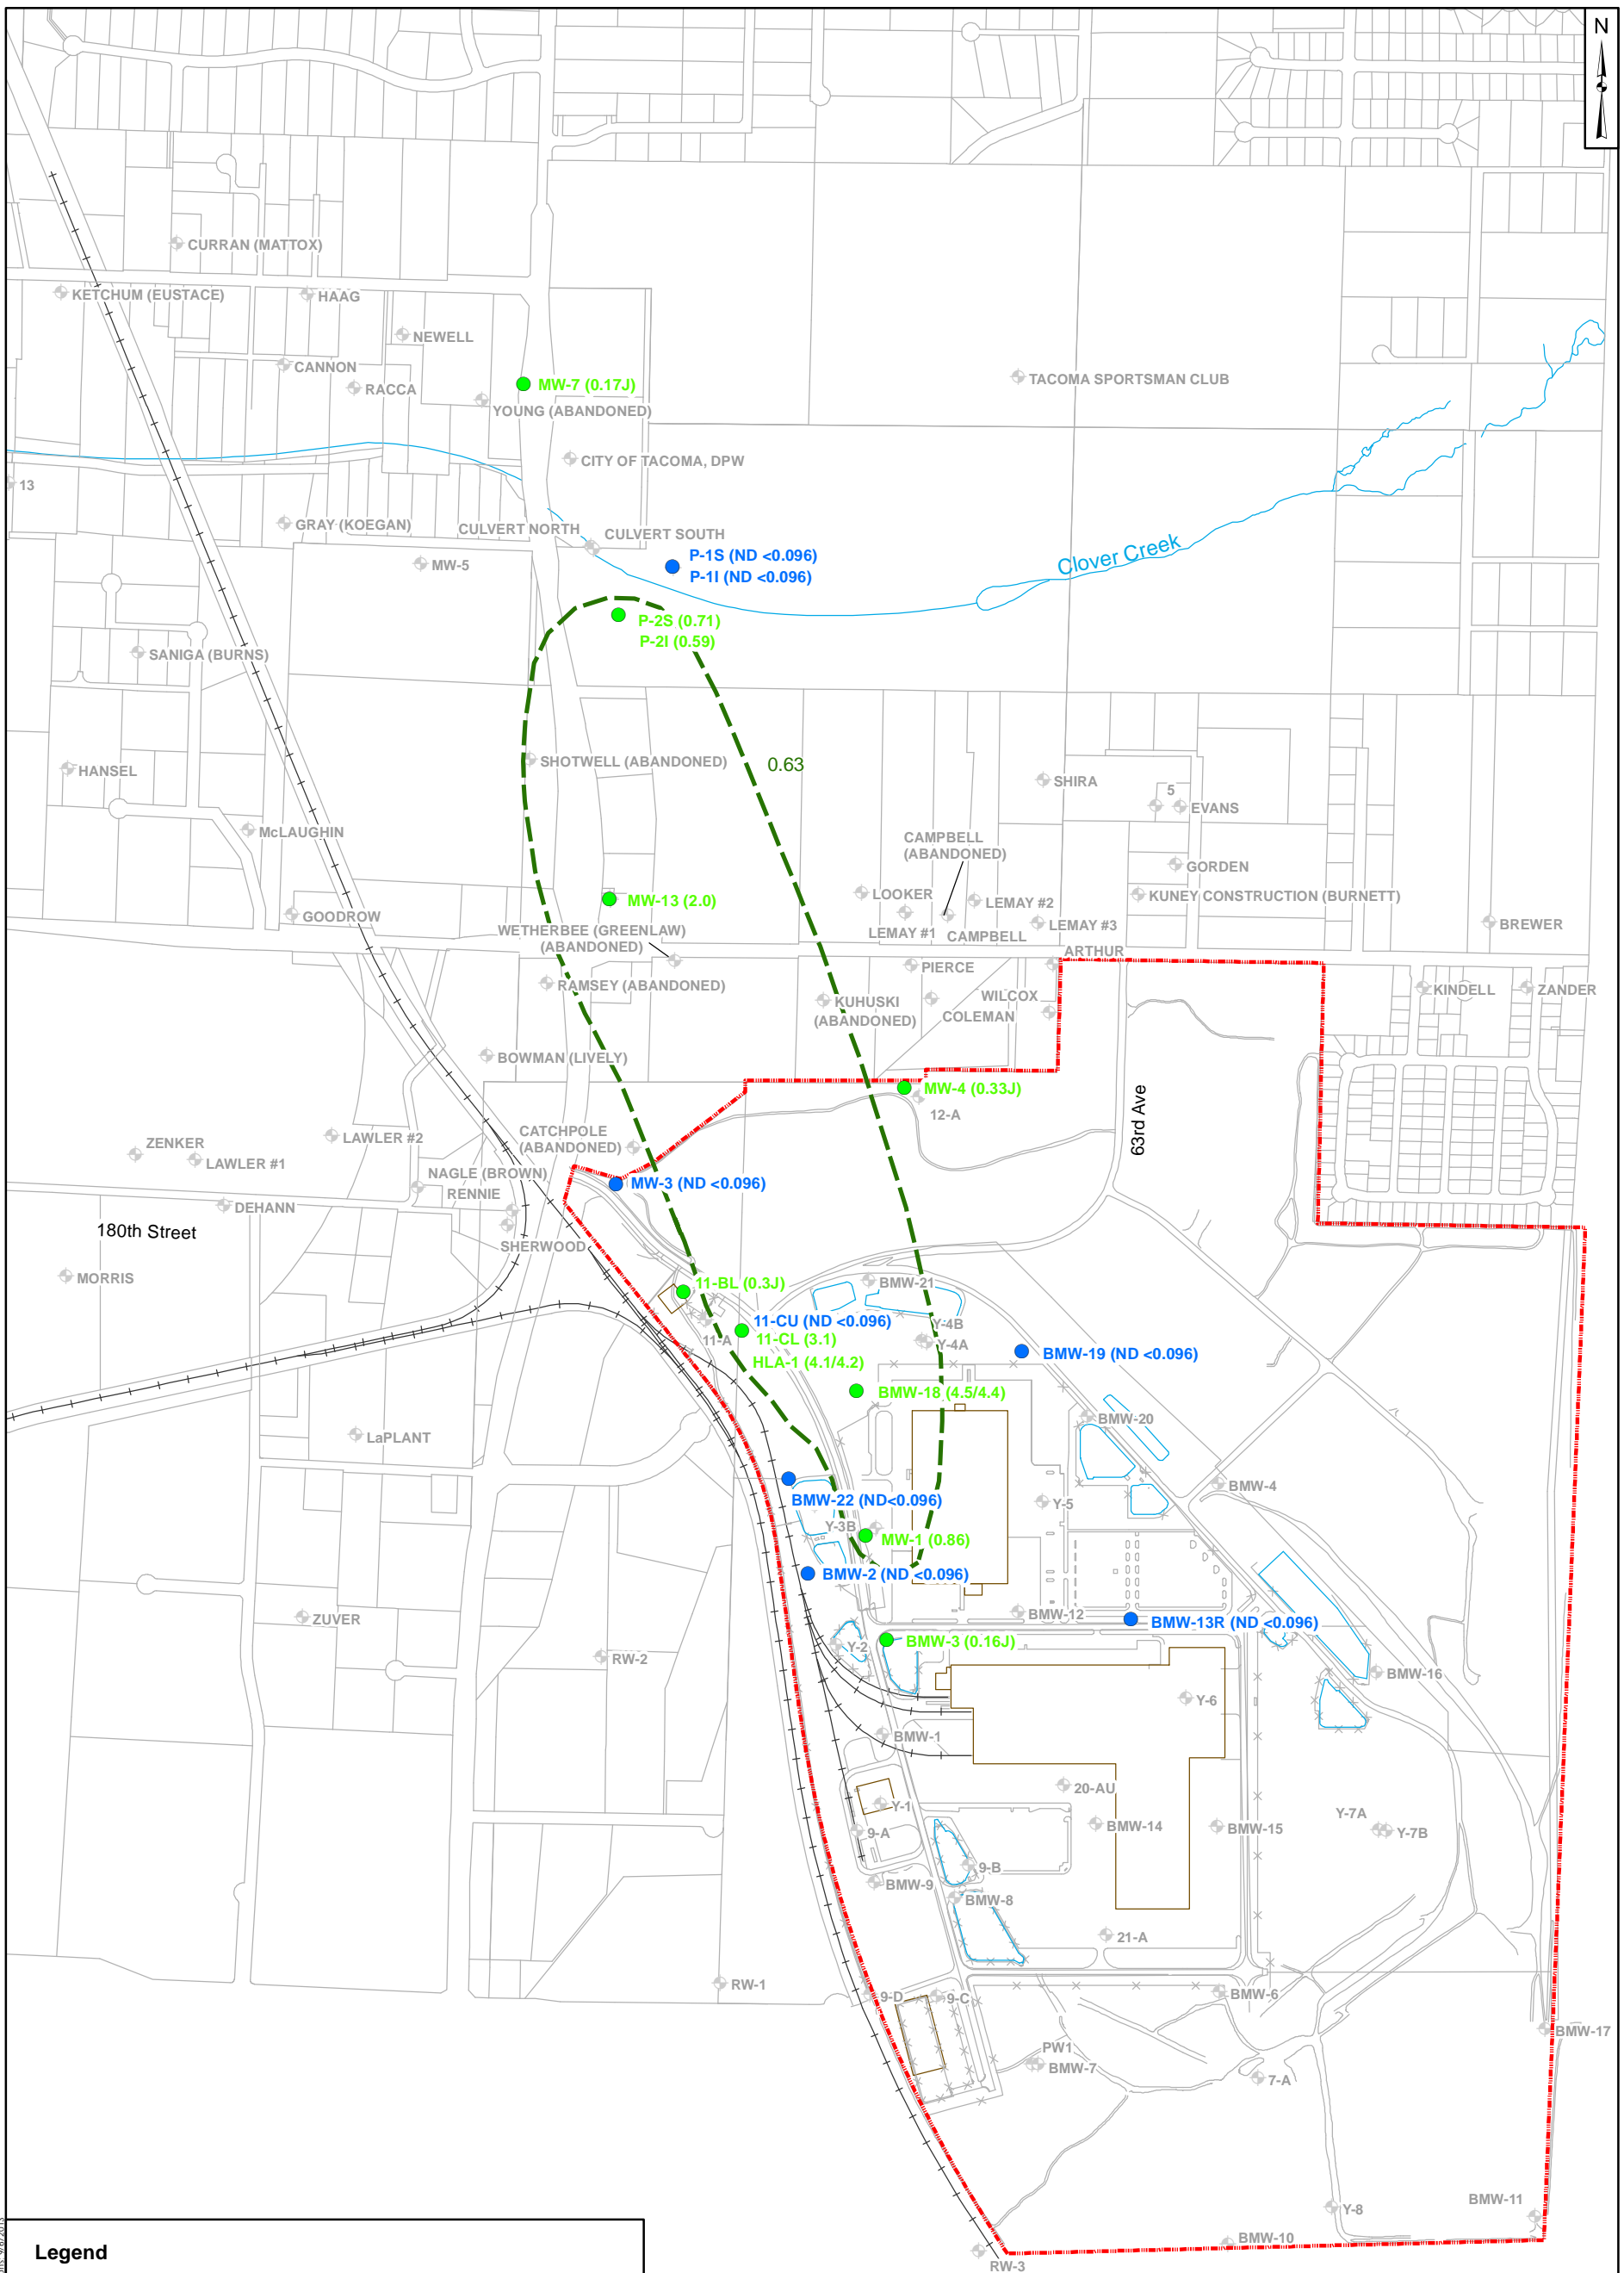 N
CURRAN (MATTOX)
KETCHUM (EUSTACE)
HAAG
NEWELL
CANNON
RACCA
MW-7 (0.17J)
YOUNG (ABANDONED)
TACOMA SPORTSMAN CLUB
CITY OF TACOMA, DPW
13
GRAY (KOEGAN)
CULVERT NORTH
CULVERT SOUTH
MW-5
P-1S (ND <0.096)
P-1I (ND <0.096)
Clover Creek
P-2S (0.71)
P-2I (0.59)
SANIGA (BURNS)
HANSEL
SHOTWELL (ABANDONED)
0.63
SHIRA
5
EVANS
McLAUGHIN
CAMPBELL
(ABANDONED)
GORDEN
LOOKER
LEMAY #2
KUNEY CONSTRUCTION (BURNETT)
MW-13 (2.0)
GOODROW
LEMAY #1
CAMPBELL
LEMAY #3
BREWER
WETHERBEE (GREENLAW)
(ABANDONED)
ARTHUR
PIERCE
RAMSEY (ABANDONED)
KUHUSKI
(ABANDONED)
WILCOX
COLEMAN
KINDELL
ZANDER
BOWMAN (LIVELY)
MW-4 (0.33J)
12-A
63rd Ave
ZENKER
LAWLER #2
LAWLER #1
CATCHPOLE
(ABANDONED)
NAGLE (BROWN)
RENNIE
MW-3 (ND <0.096)
DEHANN
180th Street
SHERWOOD
MORRIS
11-BL (0.3J)
BMW-21
11-CU (ND <0.096)
11-A
11-CL (3.1)
Y-4B
Y-4A
HLA-1 (4.1/4.2)
BMW-19 (ND <0.096)
BMW-18 (4.5/4.4)
BMW-20
LaPLANT
BMW-4
BMW-22 (ND<0.096)
Y-5
Y-3B
MW-1 (0.86)
BMW-2 (ND <0.096)
ZUVER
BMW-12
BMW-13R (ND <0.096)
BMW-3 (0.16J)
Y-2
RW-2
BMW-16
Y-6
BMW-1
20-AU
Y-1
BMW-14
BMW-15
Y-7A
Y-7B
9-A
9-B
BMW-9
BMW-8
21-A
RW-1
9-D
9-C
BMW-6
BMW-17
PW1
BMW-7
7-A
Y-8
BMW-11
BMW-10
RW-3
Legend